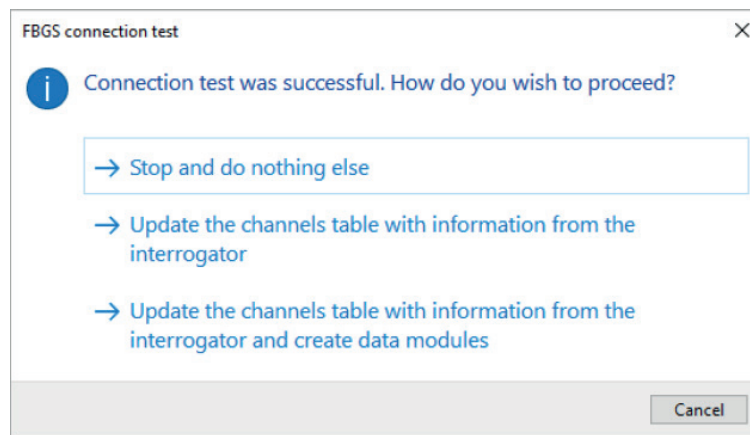 FBGS connection test
Connection test was successful. How do you wish to proceed?
Stop and do nothing else
Update the channels table with information from the
interrogator
Update the channels table with information from the
interrogator and create data modules
Cancel